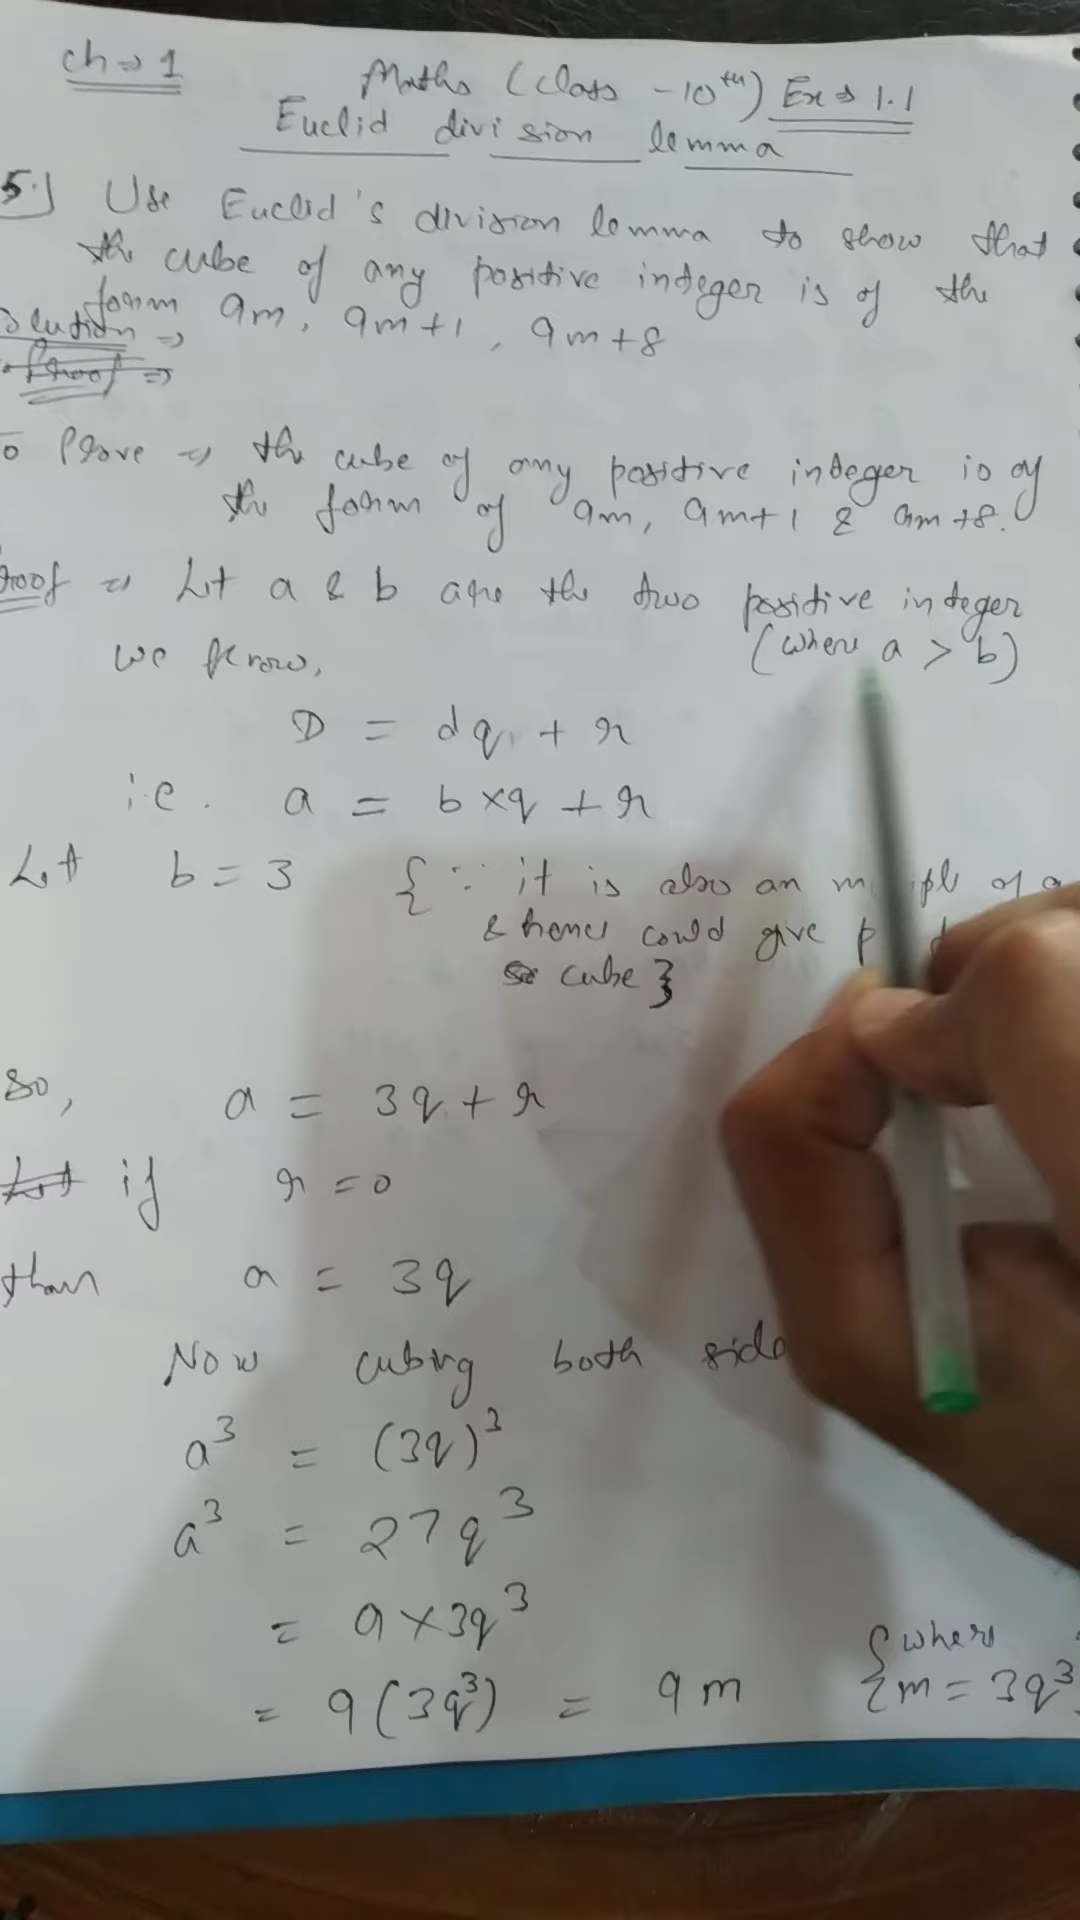 ch ⇒ 1
Maths (Class - 10th) Ex ⇒ 1.1
Euclid division lemma
5.] Use Euclid's division lemma to show that
the cube of any positive integer is of the
form 9m, 9m+1, 9m+8
olution ⇒
Proof ⇒
To Prove ⇒ the cube of any positive integer is of
the form of 9m, 9m+1 & 9m+8.
roof ⇒ Let a & b are the two positive integer
(where a > b)
we know,
D = dq + r
i.e. a = b×q + r
Let b = 3 {∵ it is also an of
& hence could give
cube}
So, a = 3q + r
Let if r = 0
than a = 3q
Now cubing both side
a³ = (3q)³
a³ = 27q³
= 9×3q³
= 9(3q³) = 9m {where
m = 3q³